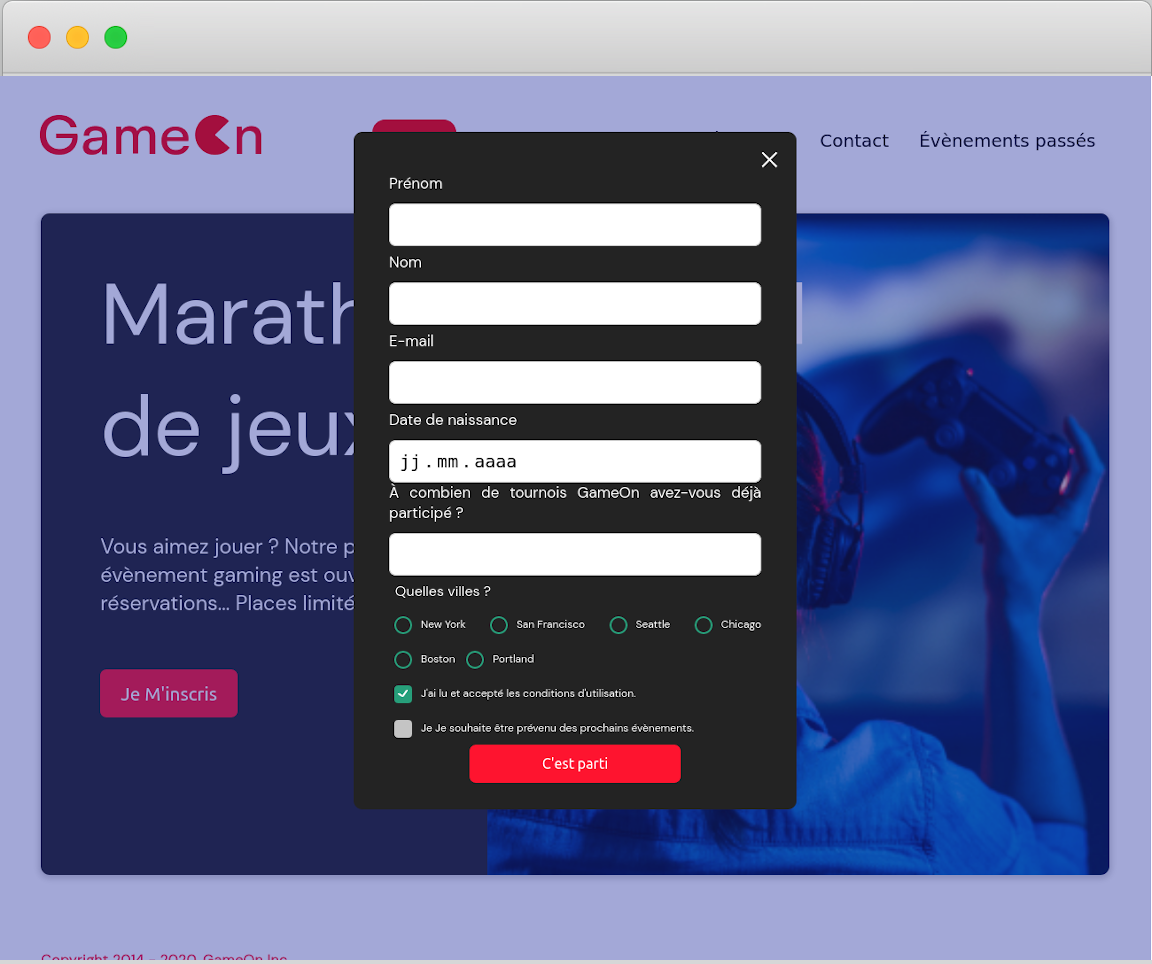 GameOn
Contact
Évènements passés
Prénom
Nom
E-mail
Date de naissance
jj.mm.aaaa
À combien de tournois GameOn avez-vous déjà
participé ?
Quelles villes ?
New York
San Francisco
Seattle
Chicago
Boston
Portland
J'ai lu et accepté les conditions d'utilisation.
Je Je souhaite être prévenu des prochains évènements.
C'est parti
Marath
de jeux
Vous aimez jouer ? Notre p
évènement gaming est ouv
réservations... Places limité
Je M'inscris
Copyright 2014 - 2020, GameOn Inc.